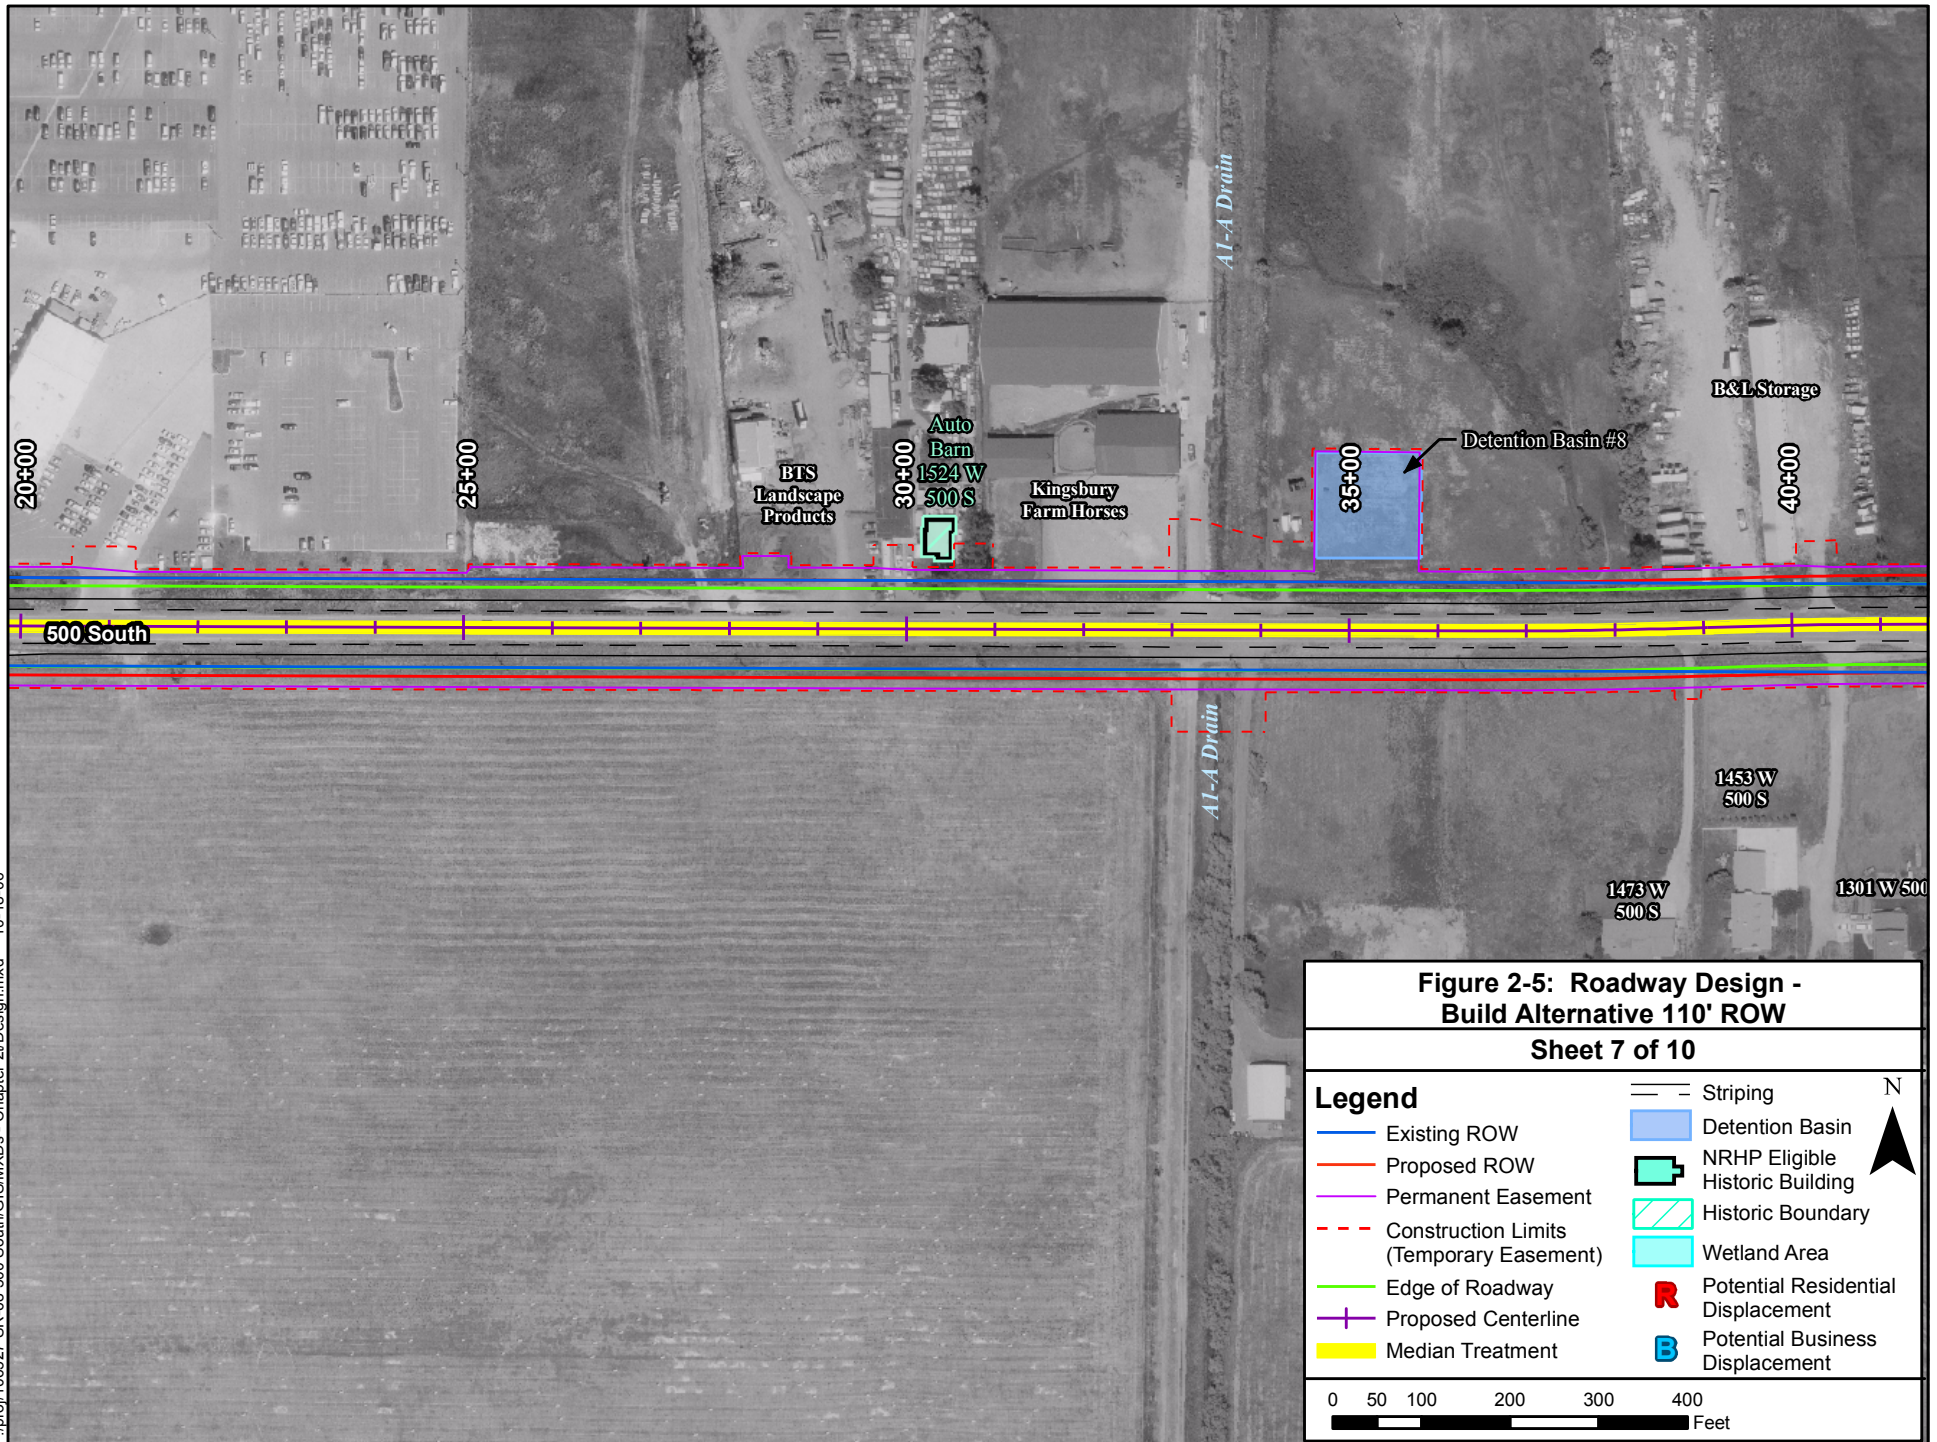 A1-A Drain
B&L Storage
Auto
Barn
1524 W
500 S
Detention Basin #8
20+00
25+00
30+00
35+00
40+00
BTS
Landscape
Products
Kingsbury
Farm Horses
500 South
A1-A Drain
1453 W
500 S
1473 W
500 S
1301 W 500
Figure 2-5: Roadway Design -
Build Alternative 110' ROW
Sheet 7 of 10
Legend
Existing ROW
Proposed ROW
Permanent Easement
Construction Limits
(Temporary Easement)
Edge of Roadway
Proposed Centerline
Median Treatment
Striping
Detention Basin
NRHP Eligible
Historic Building
Historic Boundary
Wetland Area
R Potential Residential
Displacement
B Potential Business
Displacement
N
0 50 100 200 300 400
Feet